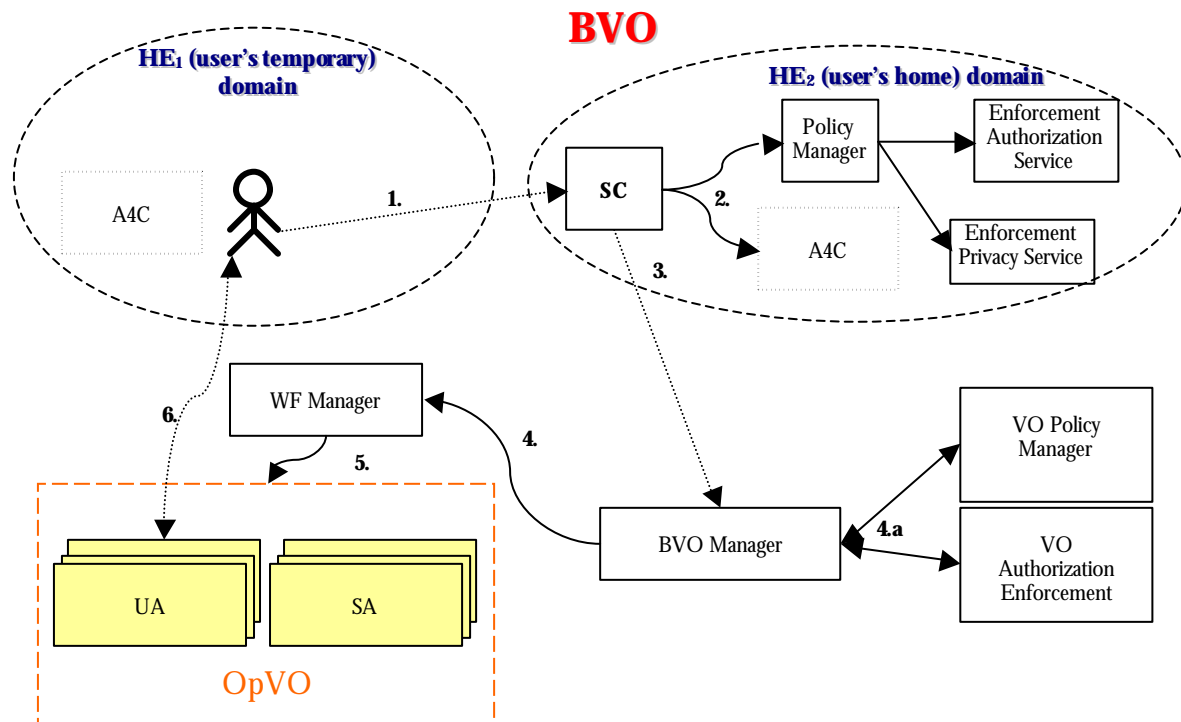 BVO
HE₁ (user's temporary)
domain
HE₂ (user's home) domain
A4C
1.
SC
2.
Policy
Manager
Enforcement
Authorization
Service
A4C
Enforcement
Privacy Service
3.
6.
WF Manager
4.
5.
VO Policy
Manager
BVO Manager
4.a
VO
Authorization
Enforcement
UA
SA
OpVO